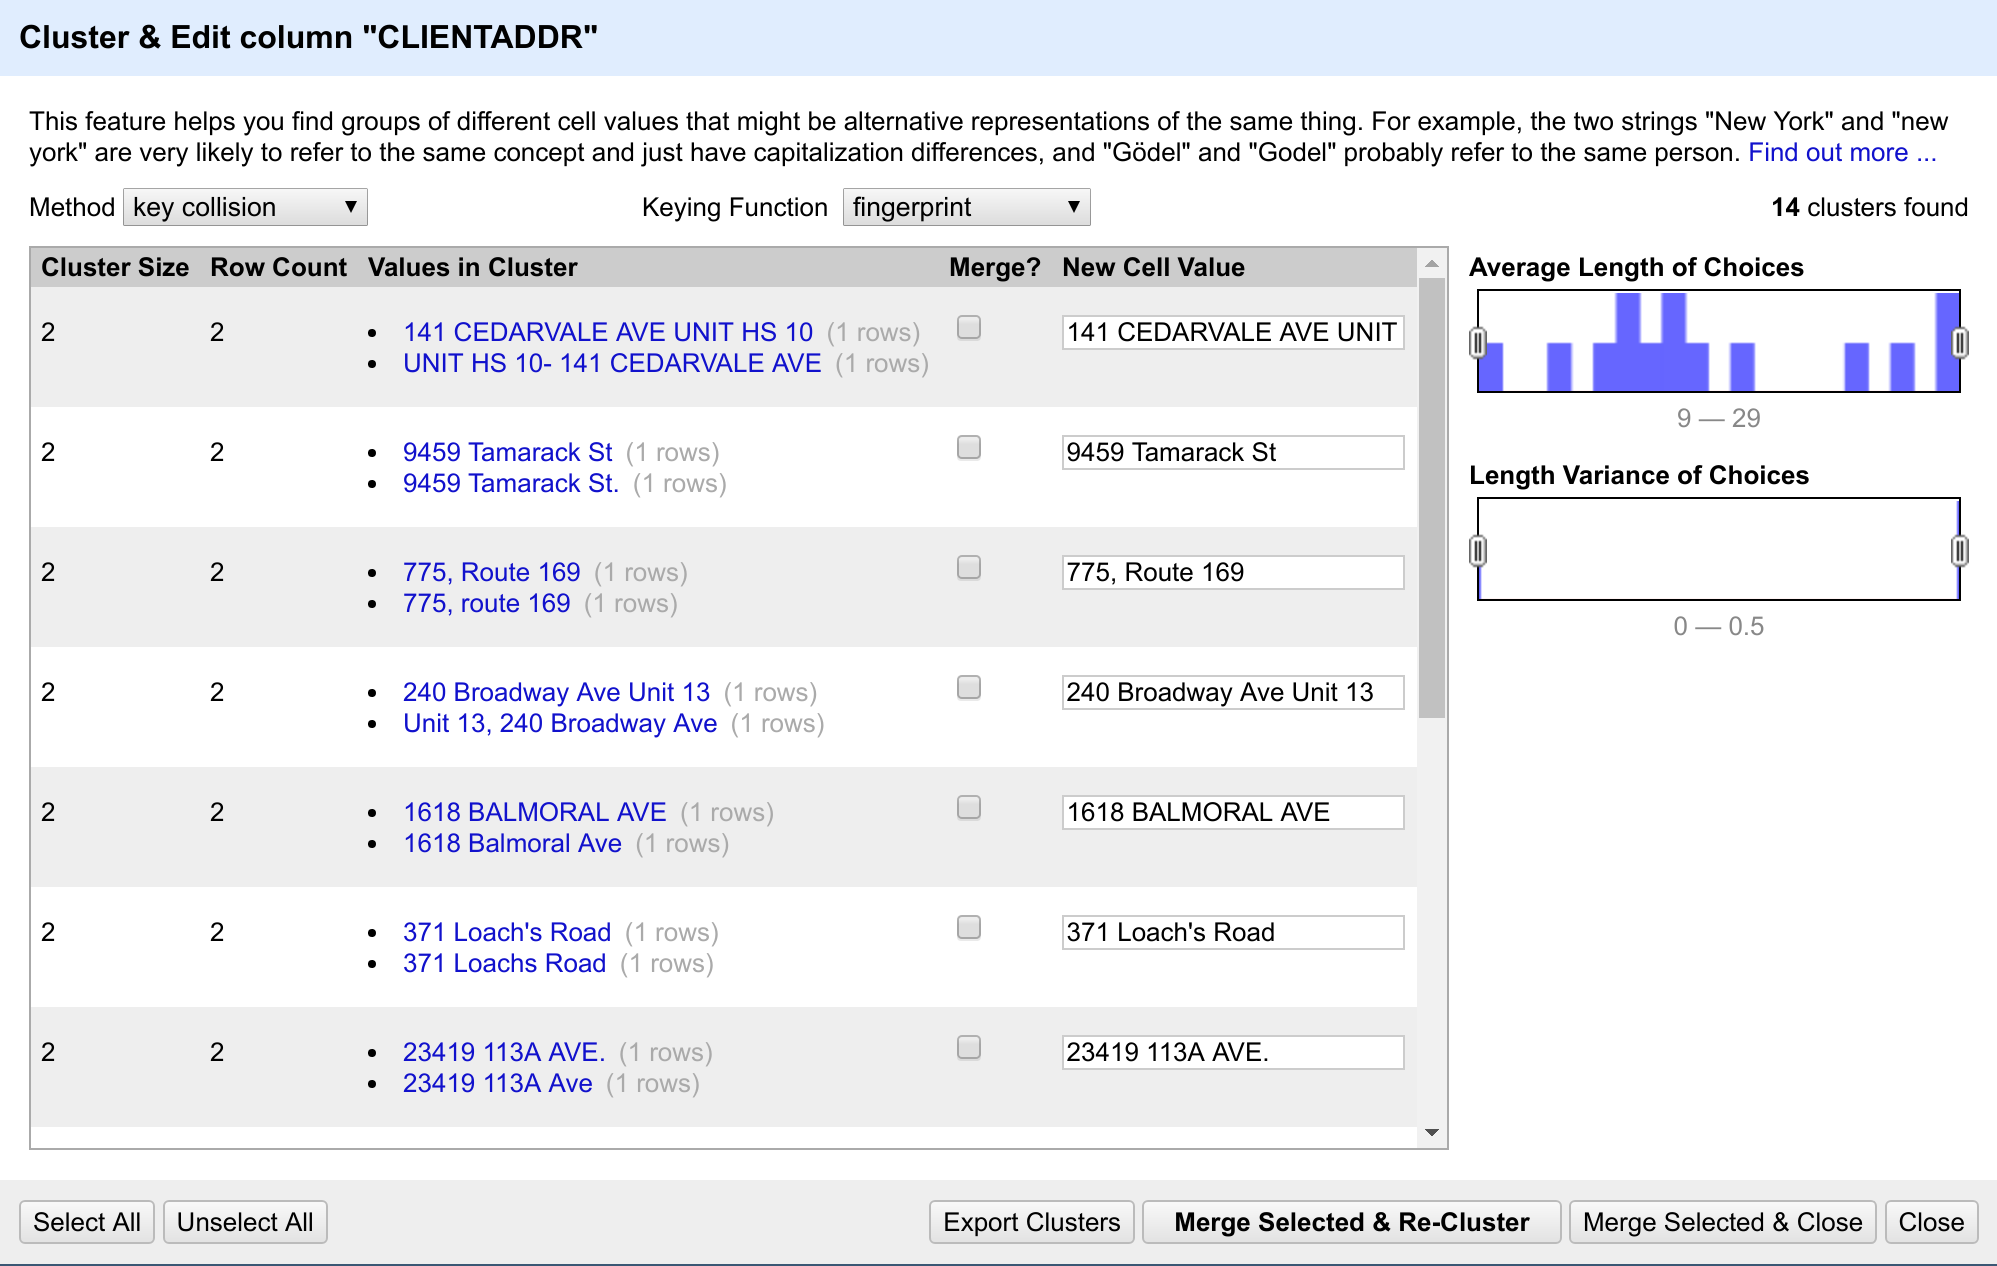 Cluster & Edit column "CLIENTADDR"
This feature helps you find groups of different cell values that might be alternative representations of the same thing. For example, the two strings "New York" and "new
york" are very likely to refer to the same concept and just have capitalization differences, and "Gödel" and "Godel" probably refer to the same person. Find out more ...
Method key collision Keying Function fingerprint 14 clusters found
Cluster Size Row Count Values in Cluster Merge? New Cell Value
2 2 141 CEDARVALE AVE UNIT HS 10 (1 rows) 141 CEDARVALE AVE UNIT
UNIT HS 10- 141 CEDARVALE AVE (1 rows)
2 2 9459 Tamarack St (1 rows) 9459 Tamarack St
9459 Tamarack St. (1 rows)
2 2 775, Route 169 (1 rows) 775, Route 169
775, route 169 (1 rows)
2 2 240 Broadway Ave Unit 13 (1 rows) 240 Broadway Ave Unit 13
Unit 13, 240 Broadway Ave (1 rows)
2 2 1618 BALMORAL AVE (1 rows) 1618 BALMORAL AVE
1618 Balmoral Ave (1 rows)
2 2 371 Loach's Road (1 rows) 371 Loach's Road
371 Loachs Road (1 rows)
2 2 23419 113A AVE. (1 rows) 23419 113A AVE.
23419 113A Ave (1 rows)
Average Length of Choices
9 — 29
Length Variance of Choices
0 — 0.5
Select All Unselect All Export Clusters Merge Selected & Re-Cluster Merge Selected & Close Close